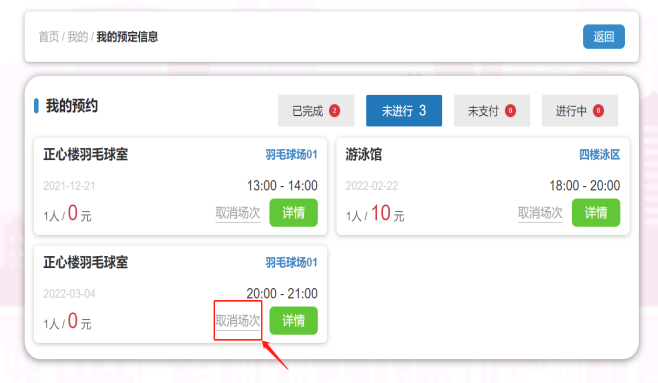 首页 / 我的 / 我的预定信息
返回
我的预约
已完成 2
未进行 3
未支付 0
进行中 0
正心楼羽毛球室 羽毛球场01
2021-12-21 13:00 - 14:00
1人 / 0 元 取消场次 详情
游泳馆 四楼泳区
2022-02-22 18:00 - 20:00
1人 / 10 元 取消场次 详情
正心楼羽毛球室 羽毛球场01
2022-03-04 20:00 - 21:00
1人 / 0 元 取消场次 详情